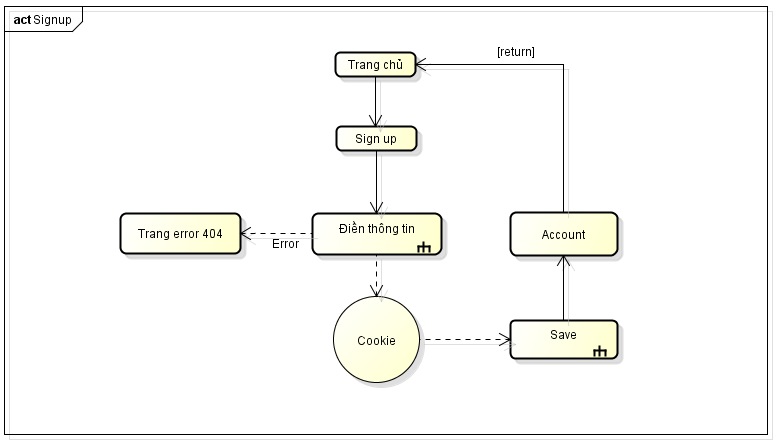 act Signup
[return]
Trang chủ
Sign up
Trang error 404
Error
Điền thông tin
Account
Cookie
Save